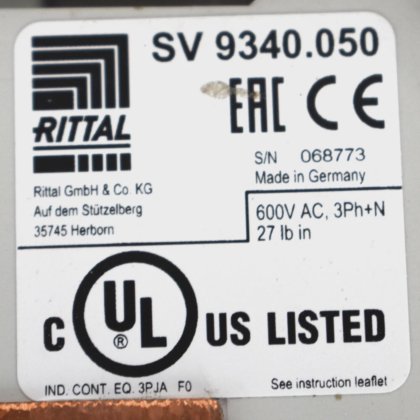 SV 9340.050
RITTAL
EAC CE
S/N 068773
Made in Germany
Rittal GmbH & Co. KG
Auf dem Stützelberg
35745 Herborn
600V AC, 3Ph+N
27 lb in
C UL ® US LISTED
IND. CONT. EQ. 3PJA F0
See instruction leaflet